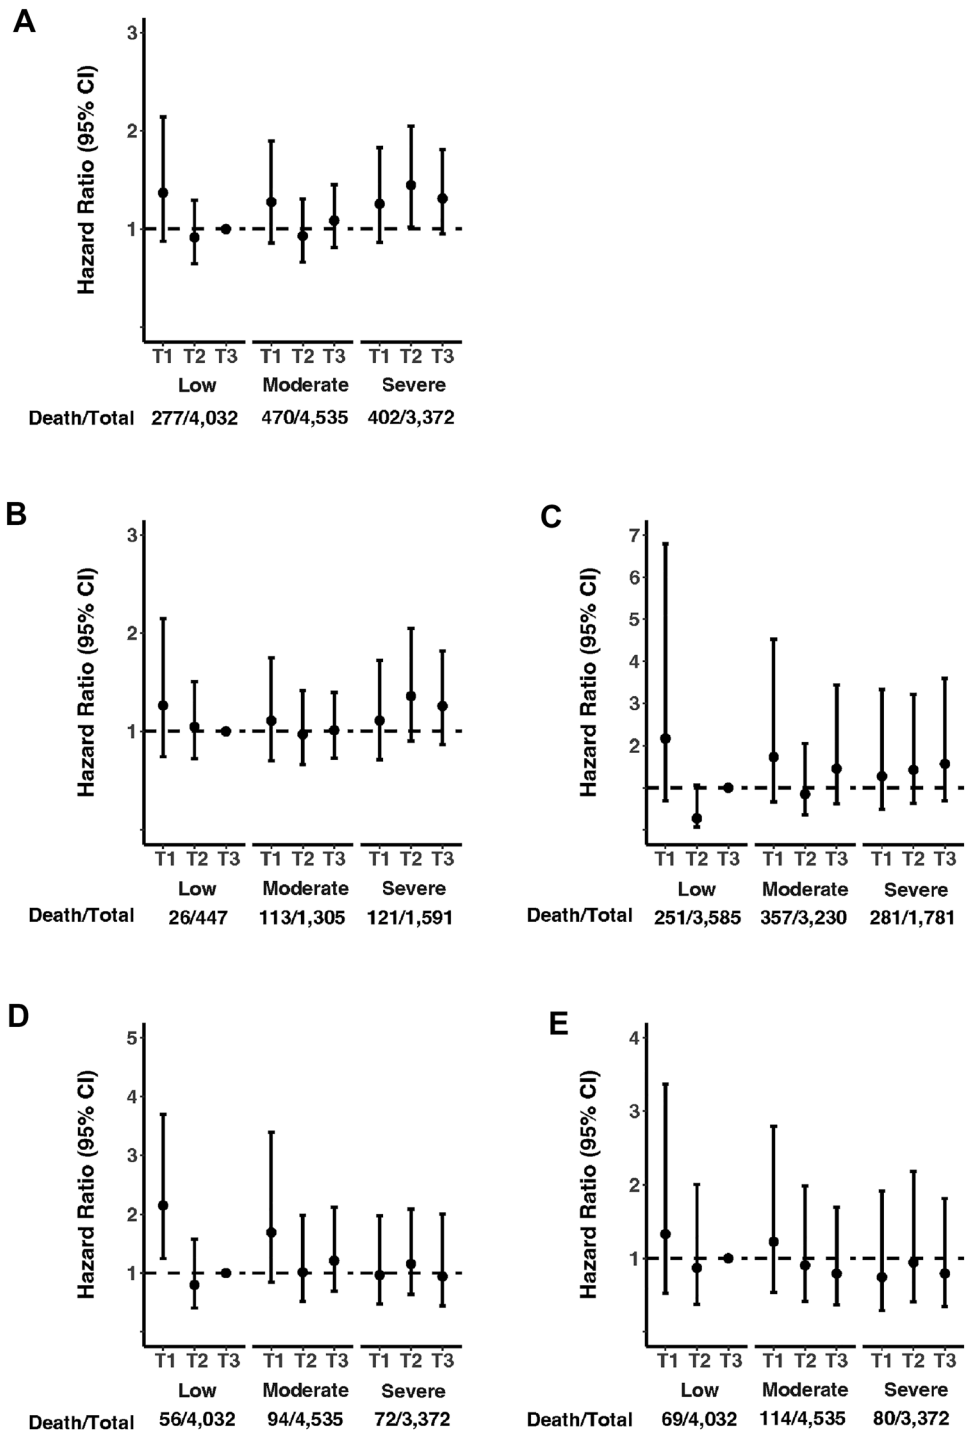 A
Hazard Ratio (95% CI)
3
2
1
T1 T2 T3 T1 T2 T3 T1 T2 T3
Low Moderate Severe
Death/Total 277/4,032 470/4,535 402/3,372
B
Hazard Ratio (95% CI)
3
2
1
T1 T2 T3 T1 T2 T3 T1 T2 T3
Low Moderate Severe
Death/Total 26/447 113/1,305 121/1,591
C
Hazard Ratio (95% CI)
7
6
5
4
3
2
T1 T2 T3 T1 T2 T3 T1 T2 T3
Low Moderate Severe
Death/Total 251/3,585 357/3,230 281/1,781
D
Hazard Ratio (95% CI)
5
4
3
2
1
T1 T2 T3 T1 T2 T3 T1 T2 T3
Low Moderate Severe
Death/Total 56/4,032 94/4,535 72/3,372
E
Hazard Ratio (95% CI)
4
3
2
1
T1 T2 T3 T1 T2 T3 T1 T2 T3
Low Moderate Severe
Death/Total 69/4,032 114/4,535 80/3,372